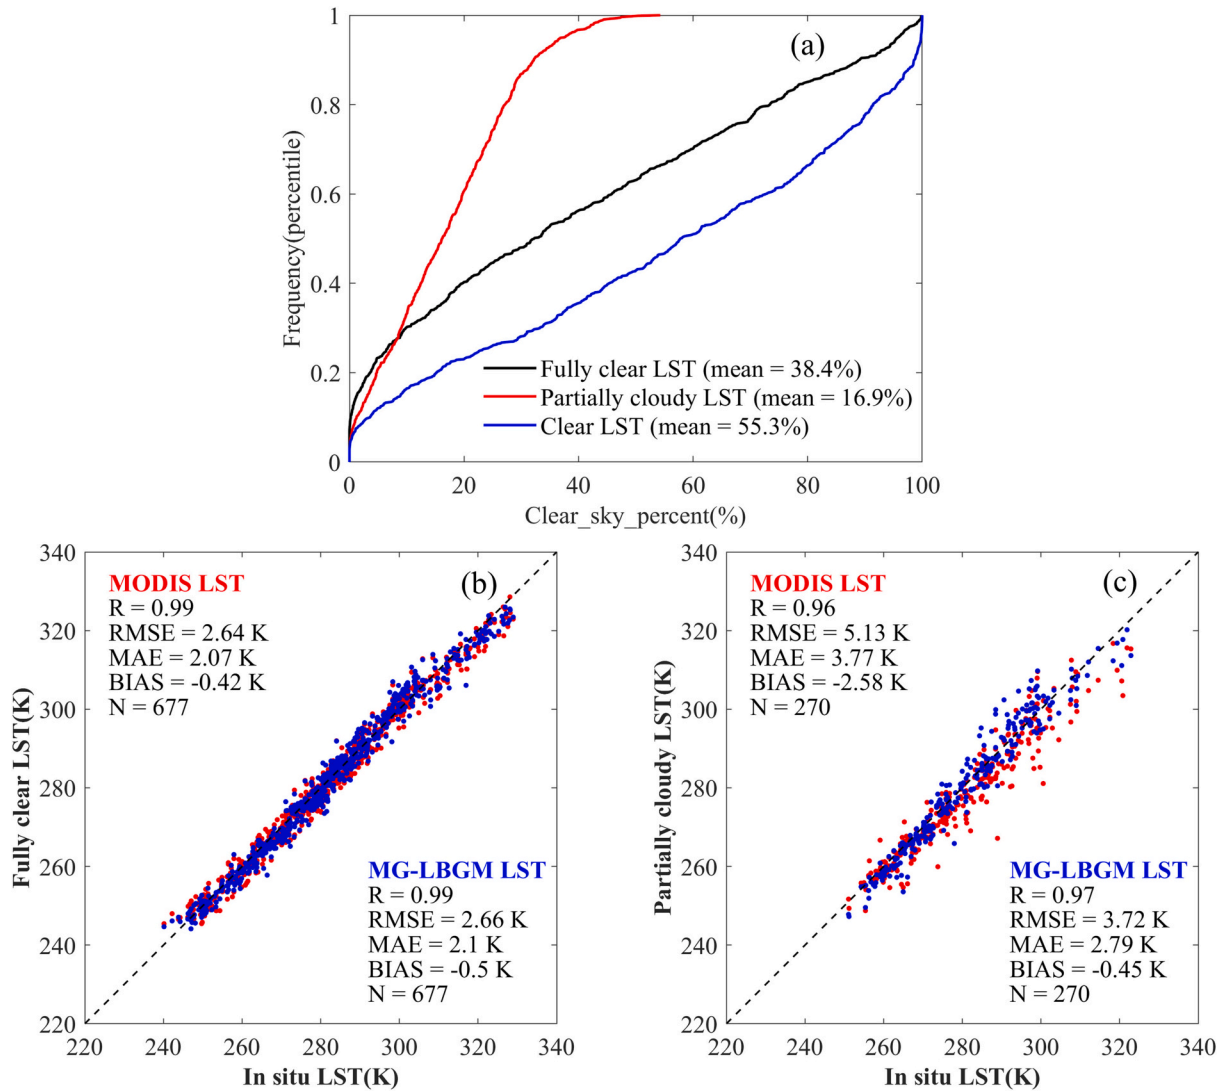 (a)
1
0.8
0.6
0.4
0.2
0
Frequency(percentile)
Fully clear LST (mean = 38.4%)
Partially cloudy LST (mean = 16.9%)
Clear LST (mean = 55.3%)
0 20 40 60 80 100
Clear_sky_percent(%)
(b)
340
320
300
280
260
240
220
Fully clear LST(K)
MODIS LST
R = 0.99
RMSE = 2.64 K
MAE = 2.07 K
BIAS = -0.42 K
N = 677
MG-LBGM LST
R = 0.99
RMSE = 2.66 K
MAE = 2.1 K
BIAS = -0.5 K
N = 677
220 240 260 280 300 320 340
In situ LST(K)
(c)
340
320
300
280
260
240
220
Partially cloudy LST(K)
MODIS LST
R = 0.96
RMSE = 5.13 K
MAE = 3.77 K
BIAS = -2.58 K
N = 270
MG-LBGM LST
R = 0.97
RMSE = 3.72 K
MAE = 2.79 K
BIAS = -0.45 K
N = 270
220 240 260 280 300 320 340
In situ LST(K)